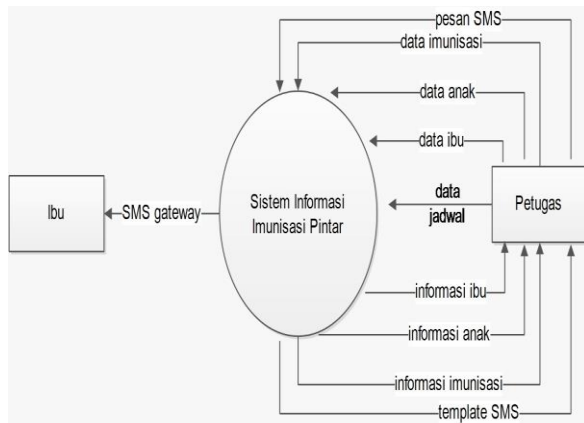 pesan SMS
data imunisasi
data anak
data ibu
Ibu
SMS gateway
Sistem Informasi
Imunisasi Pintar
data
jadwal
Petugas
informasi ibu
informasi anak
informasi imunisasi
template SMS